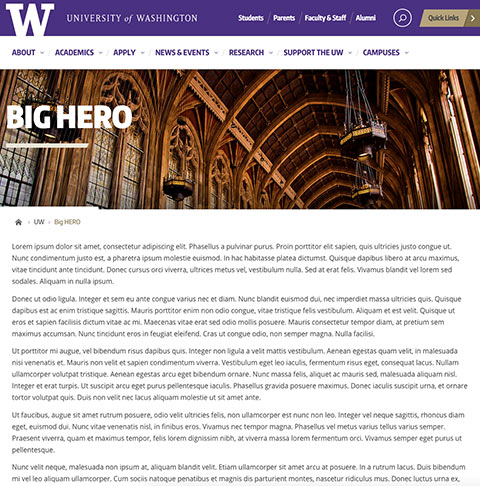 W UNIVERSITY of WASHINGTON
Students Parents Faculty & Staff Alumni
Quick Links
ABOUT ACADEMICS APPLY NEWS & EVENTS RESEARCH SUPPORT THE UW CAMPUSES
BIG HERO
UW Big HERO
Lorem ipsum dolor sit amet, consectetur adipiscing elit. Phasellus a pulvinar purus. Proin porttitor elit sapien, quis ultricies justo congue ut.
Nunc condimentum justo est, a pharetra ipsum molestie euismod. In hac habitasse platea dictumst. Quisque dapibus libero at arcu maximus,
vitae tincidunt ante tincidunt. Donec cursus orci viverra, ultrices metus vel, vestibulum nulla. Sed at erat felis. Vivamus blandit vel lorem sed
sodales. Aliquam in nulla ipsum.
Donec ut odio ligula. Integer et sem eu ante congue varius nec et diam. Nunc blandit euismod dui, nec imperdiet massa ultricies quis. Quisque
dapibus est ac enim tristique sagittis. Mauris porttitor enim non odio congue, vitae tristique felis vestibulum. Aliquam et est velit. Quisque ut
eros et sapien facilisis dictum vitae ac mi. Maecenas vitae erat sed odio mollis posuere. Mauris consectetur tempor diam, at pretium sem
maximus accumsan. Nunc tincidunt eros in feugiat eleifend. Cras ut congue odio, non semper magna. Nulla facilisi.
Ut porttitor mi augue, vel bibendum risus dapibus quis. Integer non ligula a velit mattis vestibulum. Aenean egestas quam velit, in malesuada
nisi venenatis et. Mauris non velit et sapien condimentum viverra. Vestibulum eget leo iaculis, fermentum risus eget, consequat lacus. Nullam
ullamcorper volutpat tristique. Aenean egestas arcu eget bibendum ornare. Nunc massa felis, aliquet ac mauris sed, malesuada aliquam nisl.
Integer et erat turpis. Ut suscipit arcu eget purus pellentesque iaculis. Phasellus gravida posuere maximus. Donec iaculis suscipit urna, et ornare
tortor volutpat quis. Duis non velit nec lacus aliquam molestie ut sit amet ante.
Ut faucibus, augue sit amet rutrum posuere, odio velit ultricies felis, non ullamcorper est nunc non leo. Integer vel neque sagittis, rhoncus diam
eget, euismod dui. Nunc vitae venenatis nisl, in finibus eros. Vivamus nec tempor magna. Phasellus vel metus varius tellus varius semper.
Praesent viverra, quam et maximus tempor, felis lorem dignissim nibh, at viverra massa lorem fermentum orci. Vivamus semper eget purus ut
pellentesque.
Nunc velit neque, malesuada non ipsum at, aliquam blandit velit. Etiam ullamcorper sit amet arcu at posuere. In a rutrum lacus. Duis bibendum
mi vel leo aliquam ullamcorper. Cum sociis natoque penatibus et magnis dis parturient montes, nascetur ridiculus mus. Donec luctus urna ex,